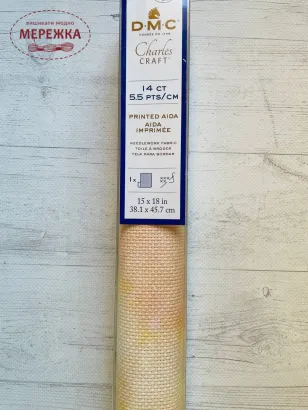 ВИШИВАТИ МОДНО
МЕРЕЖКА
DMC
Charles
CRAFT
14 CT
5.5 PTS/CM
PRINTED AIDA
AIDA
IMPRIMÉE
NEEDLEWORK FABRIC
TOILE À BRODER
TELA PARA BORDAR
1x
15 x 18 in
38.1 x 45.7 cm